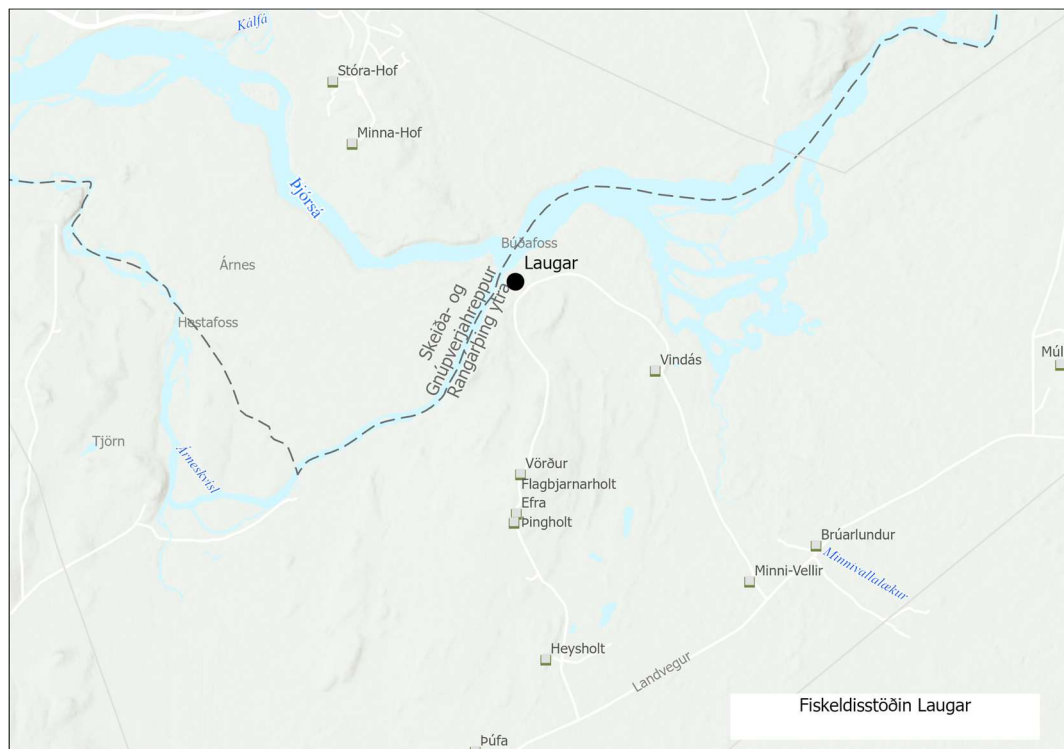 Kálfá
Stóra-Hof
Minna-Hof
Þjórsá
Búðafoss
Laugar
Árnes
Skeiða- og
Gnúpverjahreppur
Rangárþing ytra
Hestafoss
Vindás
Múl
Tjörn
Árneskvísl
Vörður
Flagbjarnarholt
Efra
Þingholt
Brúarlundur
Minnivallalækur
Minni-Vellir
Heysholt
Landvegur
Fiskeldisstöðin Laugar
Þúfa